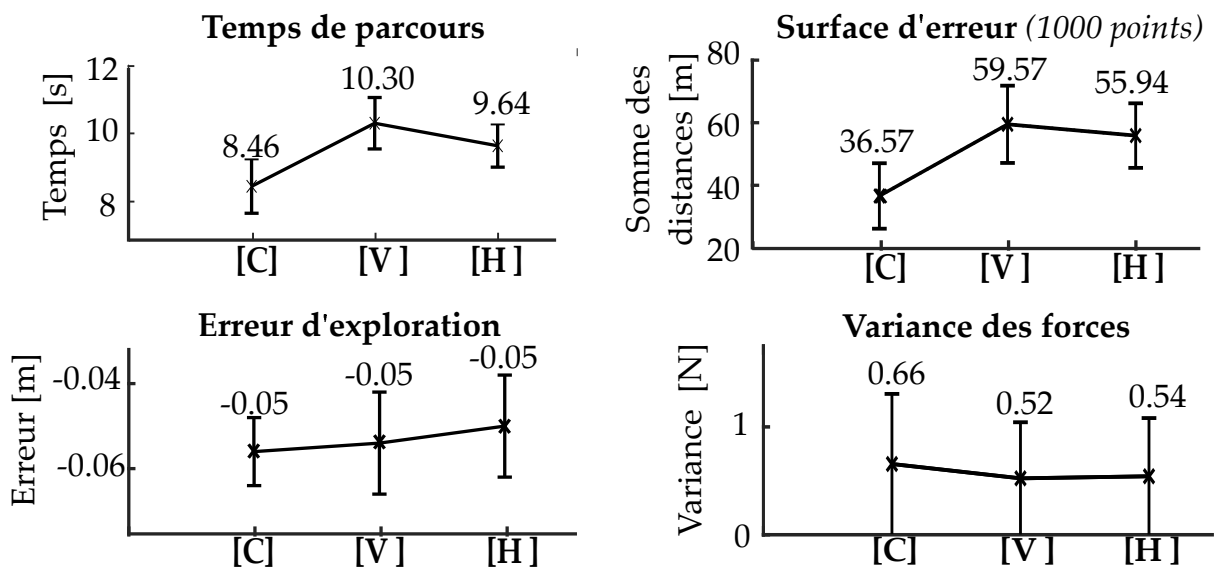 Temps de parcours
Temps [s]
12
10
8
8.46
10.30
9.64
[C]
[V ]
[H ]
Surface d'erreur (1000 points)
Somme des
distances [m]
80
60
40
20
36.57
59.57
55.94
[C]
[V ]
[H ]
Erreur d'exploration
Erreur [m]
-0.04
-0.06
-0.05
-0.05
-0.05
[C]
[V ]
[H ]
Variance des forces
Variance [N]
1
0
0.66
0.52
0.54
[C]
[V ]
[H ]